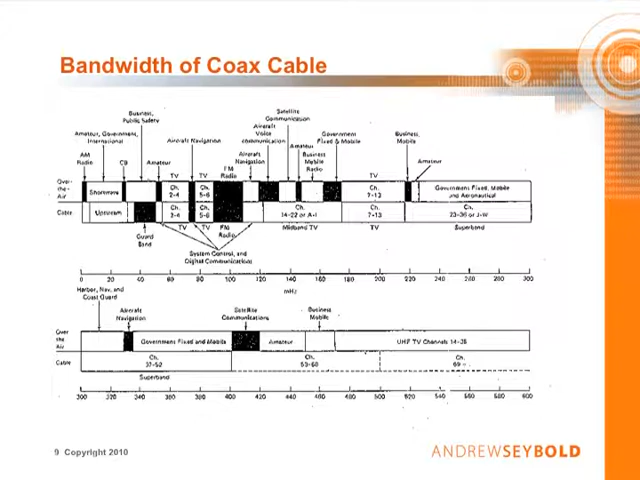 Bandwidth of Coax Cable
Business,
Public Safety
Satellite
Communication
Amateur, Government,
International
Aircraft Navigation
Aircraft
Voice
communication
Amateur
Government
Fixed & Mobile
Business,
Mobile
AM
Radio
CB
Amateur
FM
Radio
Aircraft
Navigation
Business
Mobile
Radio
Amateur
TV
TV
TV
Over-
the-
Air
Shortwave
Ch.
2-4
Ch.
5-6
Ch.
7-13
Government Fixed, Mobile
and Aeronautical
Cable
Upstream
Ch.
2-4
Ch.
5-6
Ch.
14-22 or A-I
Ch.
7-13
Ch.
23-36 or J-W
Guard
Band
TV
TV
FM
Radio
Midband TV
TV
Superband
System Control, and
Digital Communications
0 20 40 60 80 100 120 140 160 180 200 220 240 260 280 300
mHz
Harbor, Nav, and
Coast Guard
Aircraft
Navigation
Satellite
Communications
Business
Mobile
Over
the
Air
Government Fixed and Mobile
Amateur
UHF TV Channels 14-36
Cable
Ch.
37-52
Ch.
Ch.
Superband
300 320 340 360 380 400 420 440 460 480 500 520 540 560 580 600
9 Copyright 2010
ANDREWSEYBOLD